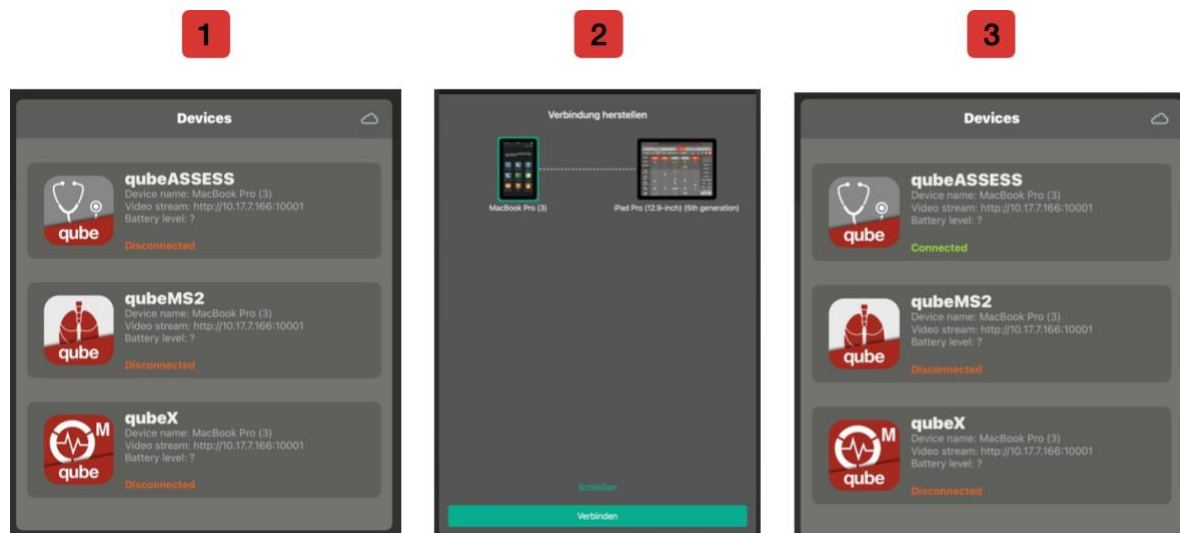 1
Devices
qubeASSESS
Device name: MacBook Pro (3)
Video stream: http://10.17.7.166:10001
Battery level: ?
Disconnected
qube
qubeMS2
Device name: MacBook Pro (3)
Video stream: http://10.17.7.166:10001
Battery level: ?
Disconnected
qube
qubeX
Device name: MacBook Pro (3)
Video stream: http://10.17.7.166:10001
Battery level: ?
Disconnected
M
qube
2
Verbindung herstellen
MacBook Pro (3)
iPad Pro (12.9-inch) (5th generation)
Schließen
Verbinden
3
Devices
qubeASSESS
Device name: MacBook Pro (3)
Video stream: http://10.17.7.166:10001
Battery level: ?
Connected
qube
qubeMS2
Device name: MacBook Pro (3)
Video stream: http://10.17.7.166:10001
Battery level: ?
Disconnected
qube
qubeX
Device name: MacBook Pro (3)
Video stream: http://10.17.7.166:10001
Battery level: ?
Disconnected
M
qube